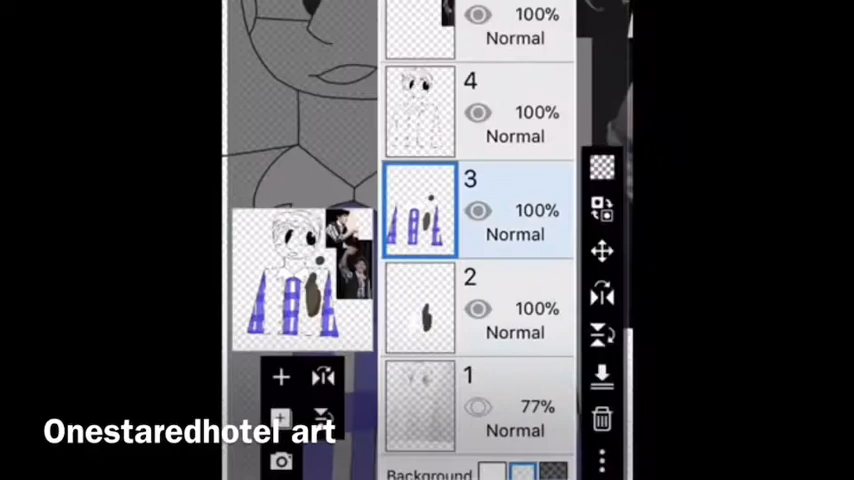 100%
Normal
4
100%
Normal
3
100%
Normal
2
100%
Normal
1
77%
Normal
Background
Onestaredhotel art